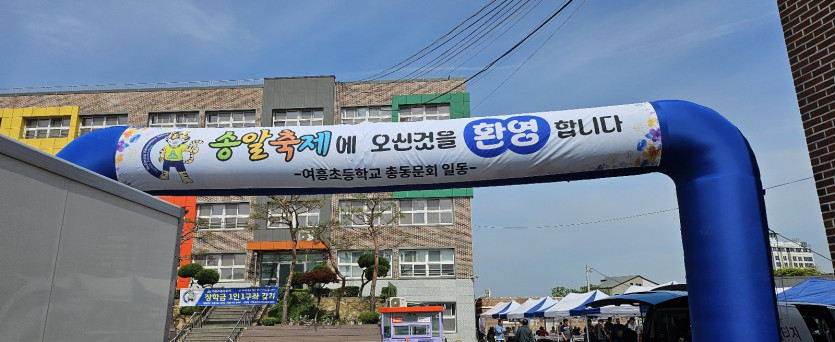 송알축제에 오신것을 환영합니다
-여흥초등학교 총동문회 일동-
장학금 1인1구좌 갖기